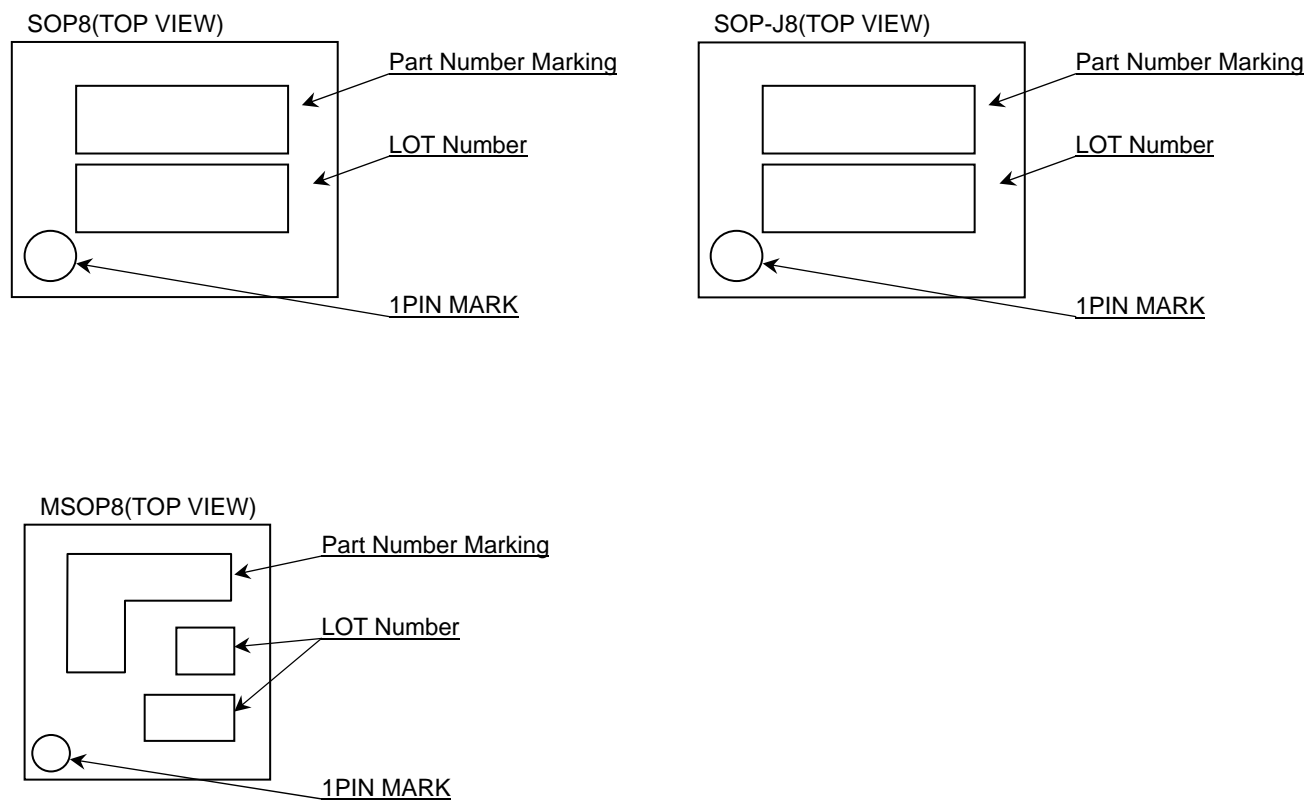 SOP8(TOP VIEW)
Part Number Marking
LOT Number
1PIN MARK
SOP-J8(TOP VIEW)
Part Number Marking
LOT Number
1PIN MARK
MSOP8(TOP VIEW)
Part Number Marking
LOT Number
1PIN MARK